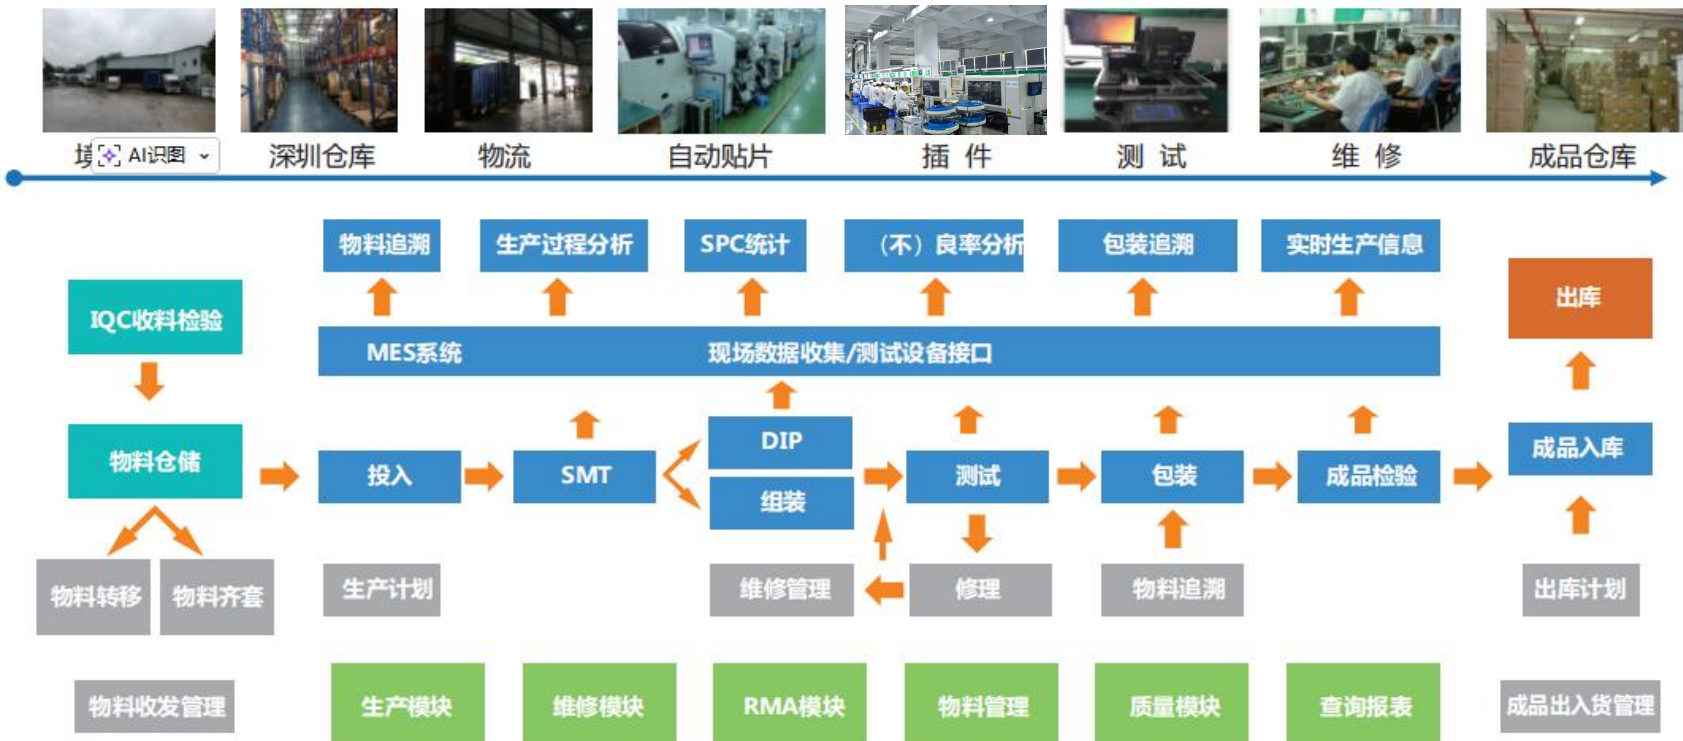 境
AI识图
深圳仓库
物流
自动贴片
插 件
测 试
维 修
成品仓库
物料追溯
生产过程分析
SPC统计
（不）良率分析
包装追溯
实时生产信息
IQC收料检验
出库
MES系统
现场数据收集/测试设备接口
物料仓储
投入
SMT
DIP
组装
测试
包装
成品检验
成品入库
物料转移
物料齐套
生产计划
维修管理
修理
物料追溯
出库计划
物料收发管理
生产模块
维修模块
RMA模块
物料管理
质量模块
查询报表
成品出入货管理